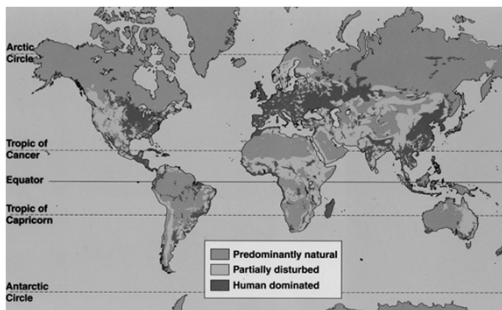 Arctic
Circle
Tropic of
Cancer
Equator
Tropic of
Capricorn
Predominantly natural
Partially disturbed
Human dominated
Antarctic
Circle